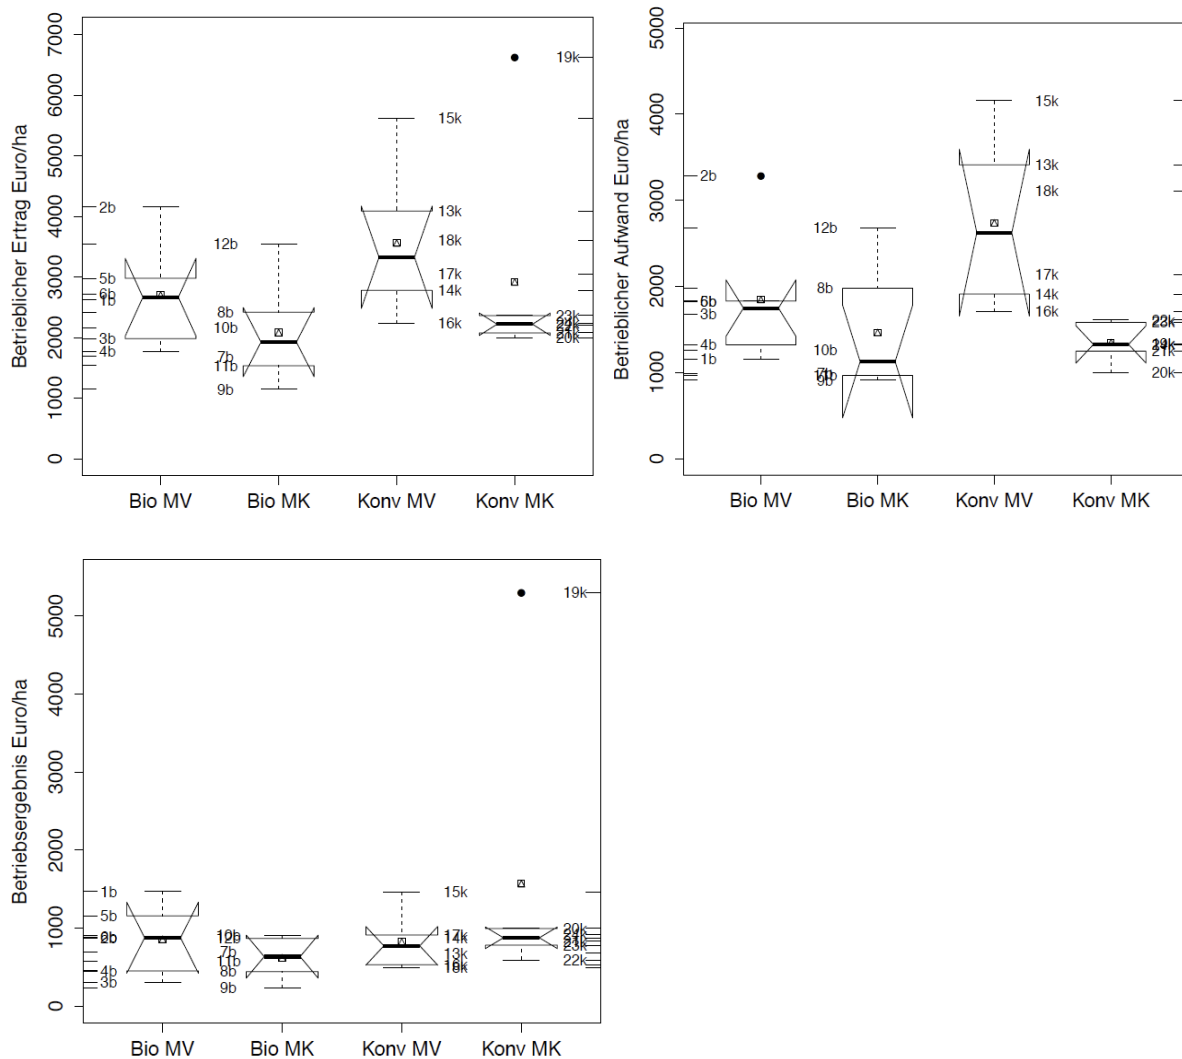 Betrieblicher Ertrag Euro/ha
7000
6000
5000
4000
3000
2000
1000
0
19k
15k
2b
13k
12b
18k
5b
17k
6b
14k
1b
8b
23k
10b
16k
3b
20k
4b
7b
11b
9b
Bio MV
Bio MK
Konv MV
Konv MK
Betrieblicher Aufwand Euro/ha
5000
4000
3000
2000
1000
0
15k
13k
2b
18k
12b
17k
8b
14k
3b
16k
4b
10b
21k
1b
9b
20k
Bio MV
Bio MK
Konv MV
Konv MK
Betriebsergebnis Euro/ha
5000
4000
3000
2000
1000
0
19k
1b
15k
5b
20k
10b
17k
12b
14k
2b
23k
7b
13k
11b
22k
4b
8b
18k
3b
9b
Bio MV
Bio MK
Konv MV
Konv MK